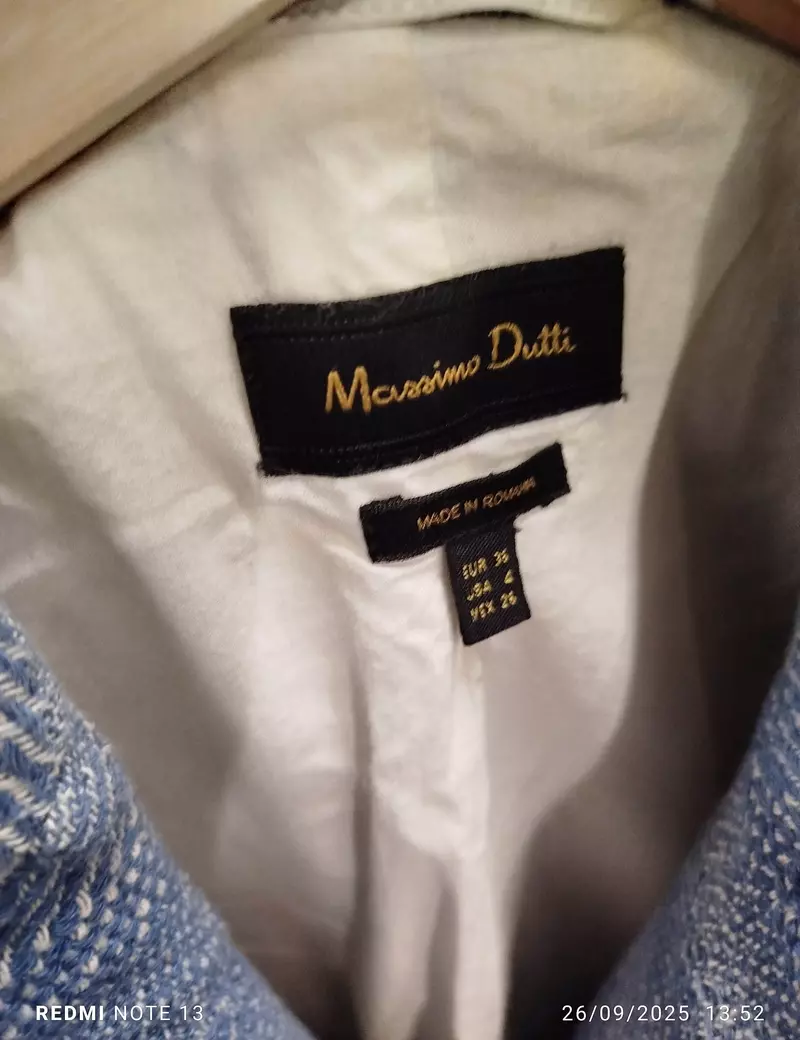 Massimo Dutti
MADE IN ROMANIA
EUR 36
USA 4
MEX 26
REDMI NOTE 13
26/09/2025 13:52